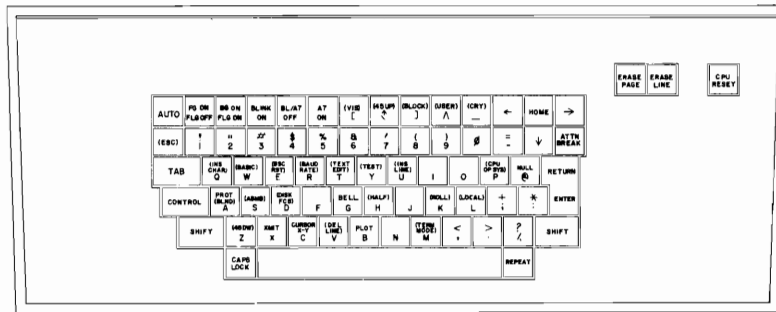 ERASE PAGE ERASE LINE CPU RESET
AUTO FG ON FLG OFF BG ON FLG ON BLINK ON BL/A7 OFF A7 ON (VIS) [ (48UP) (BLOCK) ] (USER) ^ (CRY) _ ← HOME →
(ESC) ! 1 " 2 # 3 $ 4 % 5 & 6 ' 7 ( 8 ) 9 Ø = - ↓ ATTN BREAK
TAB (INS CHAR) Q (BASIC) W (ESC RST) E (BAUD RATE) R (TEXT EDIT) T (TEST) Y (INS LINE) U I O (CPU OP SYS) P NULL @ RETURN
CONTROL PROT (BLIND) A (ASMB) S (DISK FCS) D F BELL G (HALF) H J (ROLL) K (LOCAL) L + ; * : ENTER
SHIFT (48DW) Z XMIT X CURSOR X-Y C (DEL LINE) V PLOT B N (TERM MODE) M < , > . ? / SHIFT
CAPS LOCK REPEAT